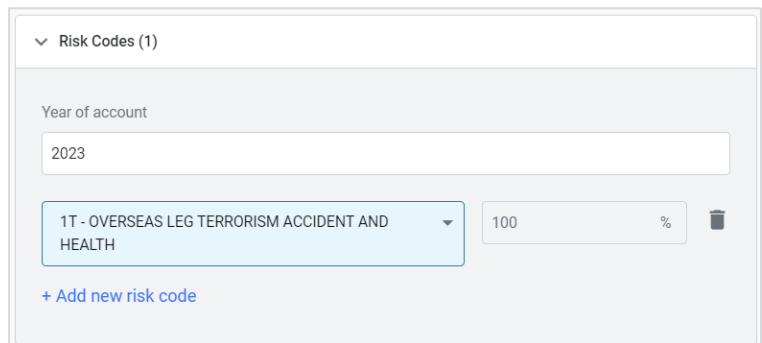 Risk Codes (1)
Year of account
2023
1T - OVERSEAS LEG TERRORISM ACCIDENT AND
HEALTH
100 %
+ Add new risk code